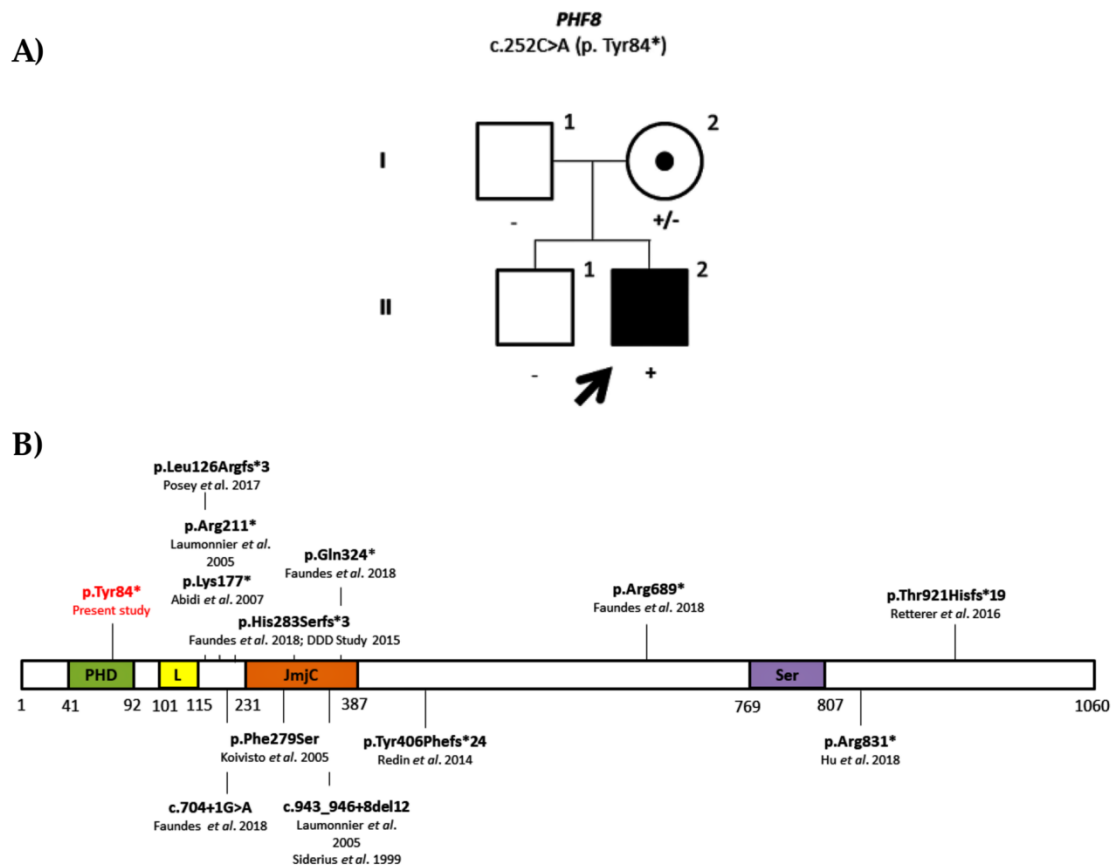 A)
PHF8
c.252C>A (p. Tyr84*)
1
2
I
-
+/-
1
2
II
-
+
B)
p.Leu126Argfs*3
Posey et al. 2017
p.Arg211*
Laumonnier et al.
2005
p.Gln324*
Faundes et al. 2018
p.Tyr84*
Present study
p.Lys177*
Abidi et al. 2007
p.Arg689*
Faundes et al. 2018
p.Thr921Hisfs*19
Retterer et al. 2016
p.His283Serfs*3
Faundes et al. 2018; DDD Study 2015
PHD
L
JmjC
Ser
1
41
92
101
115
231
387
769
807
1060
p.Phe279Ser
Koivisto et al. 2005
p.Tyr406Phefs*24
Redin et al. 2014
p.Arg831*
Hu et al. 2018
c.704+1G>A
Faundes et al. 2018
c.943_946+8del12
Laumonnier et al.
2005
Siderius et al. 1999